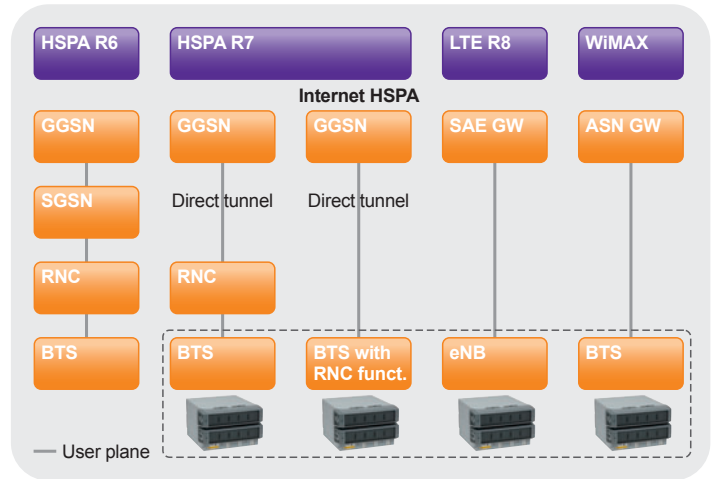 HSPA R6
HSPA R7
LTE R8
WiMAX
Internet HSPA
GGSN
GGSN
GGSN
SAE GW
ASN GW
SGSN
Direct tunnel
Direct tunnel
RNC
RNC
BTS
BTS
BTS with
RNC funct.
eNB
BTS
User plane